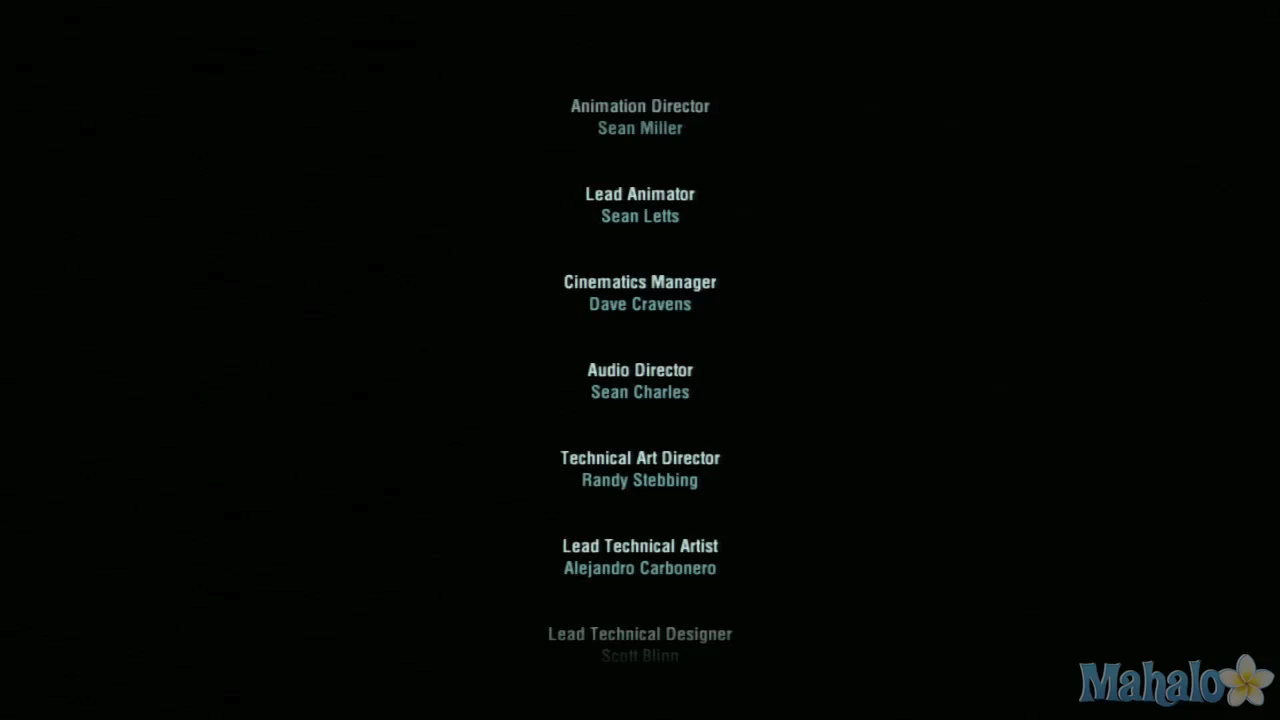 Animation Director
Sean Miller
Lead Animator
Sean Letts
Cinematics Manager
Dave Cravens
Audio Director
Sean Charles
Technical Art Director
Randy Stebbing
Lead Technical Artist
Alejandro Carbonero
Lead Technical Designer
Scott Blinn
Mahalo